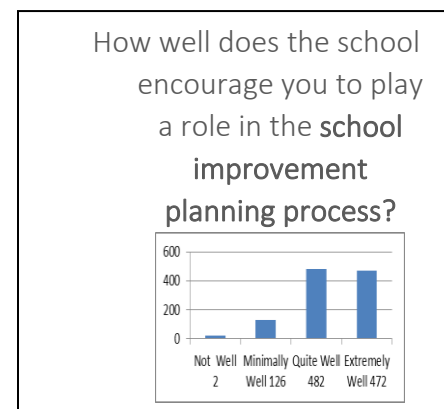 How well does the school
encourage you to play
a role in the school
improvement
planning process?
600
400
200
0
Not Well Minimally Quite Well Extremely
2 Well 126 482 Well 472